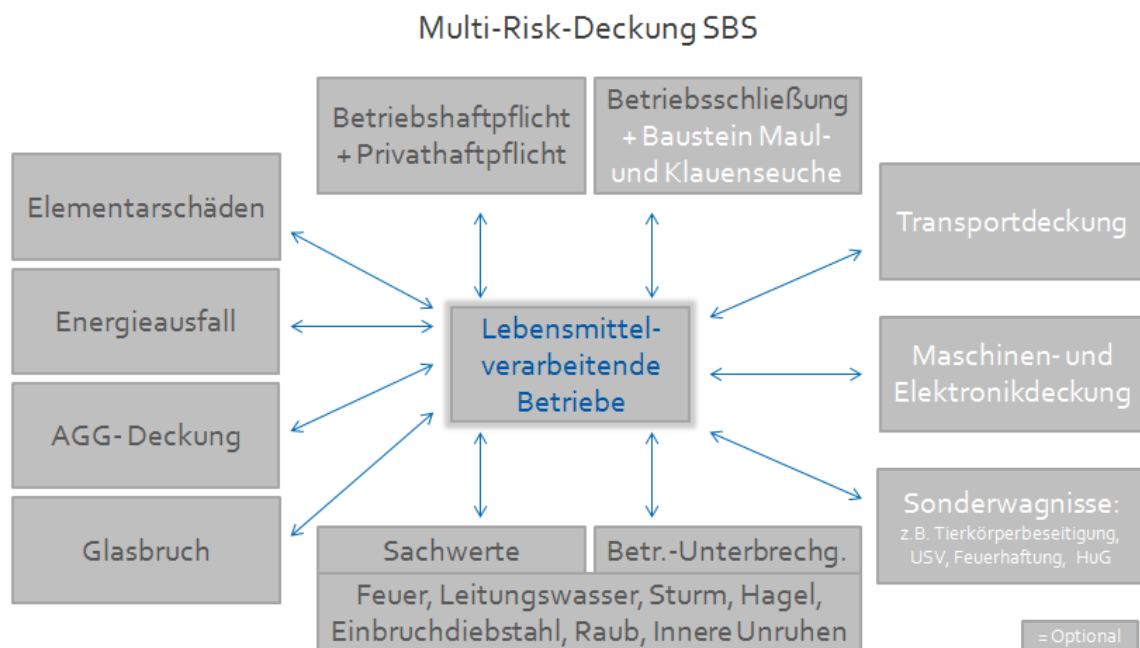 Multi-Risk-Deckung SBS
Betriebshaftpflicht
+ Privathaftpflicht
Betriebsschließung
+ Baustein Maul-
und Klauenseuche
Elementarschäden
Energieausfall
AGG- Deckung
Glasbruch
Lebensmittel-
verarbeitende
Betriebe
Transportdeckung
Maschinen- und
Elektronikdeckung
Sonderwagnisse:
z.B. Tierkörperbeseitigung,
USV, Feuerhaftung, HuG
Sachwerte
Betr.-Unterbrechg.
Feuer, Leitungswasser, Sturm, Hagel,
Einbruchdiebstahl, Raub, Innere Unruhen
= Optional